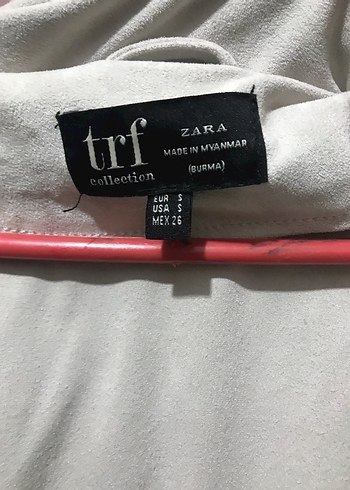 trf
collection
ZARA
MADE IN MYANMAR
(BURMA)
EUR S
USA S
MEX 26